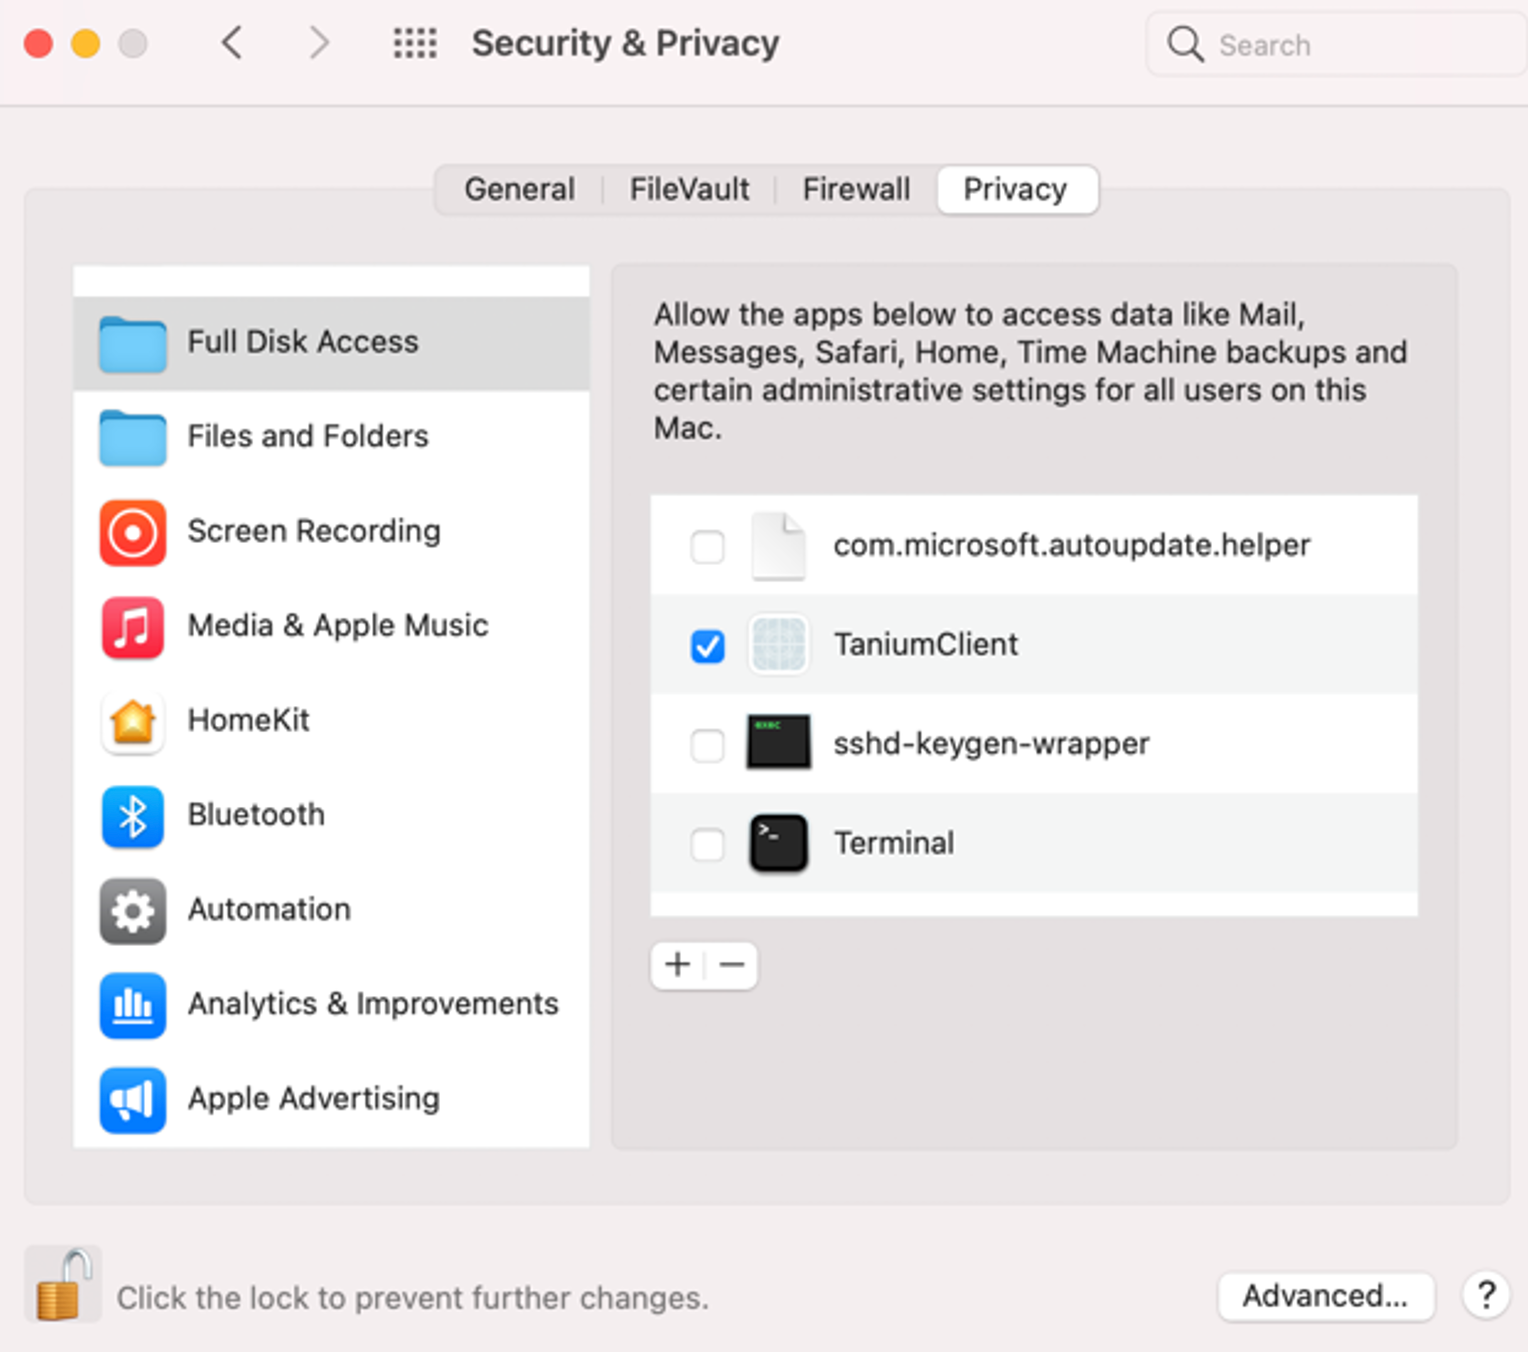 Security & Privacy
Search
General
FileVault
Firewall
Privacy
Full Disk Access
Files and Folders
Screen Recording
Media & Apple Music
HomeKit
Bluetooth
Automation
Analytics & Improvements
Apple Advertising
Allow the apps below to access data like Mail,
Messages, Safari, Home, Time Machine backups and
certain administrative settings for all users on this
Mac.
com.microsoft.autoupdate.helper
TaniumClient
exec
sshd-keygen-wrapper
>_
Terminal
+
−
Click the lock to prevent further changes.
Advanced...
?